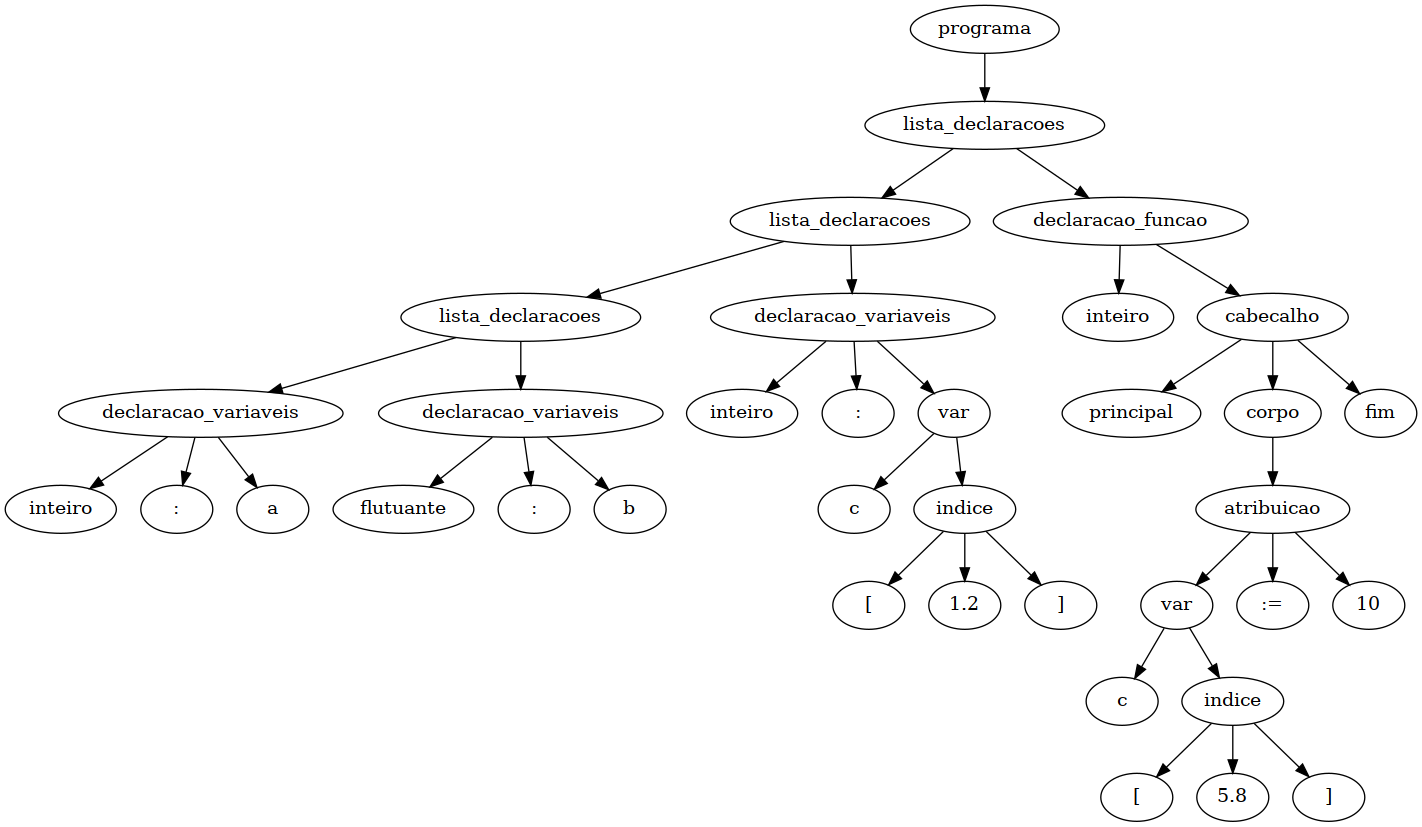 programa
lista_declaracoes
lista_declaracoes declaracao_funcao
lista_declaracoes declaracao_variaveis inteiro cabecalho
declaracao_variaveis declaracao_variaveis inteiro : var principal corpo fim
inteiro : a flutuante : b c indice atribuicao
[ 1.2 ] var := 10
c indice
[ 5.8 ]